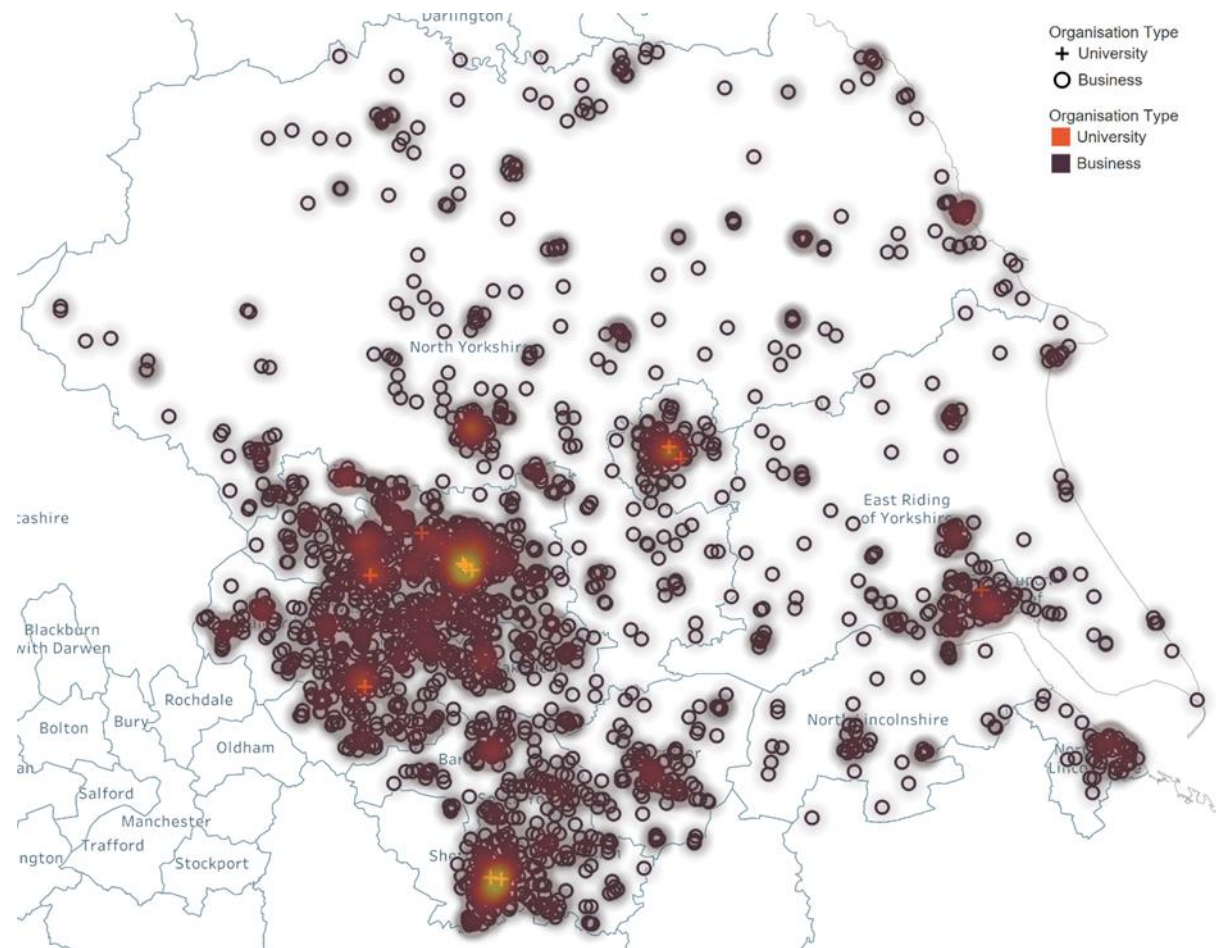 Darlington
Organisation Type
University
Business
Organisation Type
University
Business
North Yorkshire
East Riding
of Yorkshire
cashire
Blackburn
with Darwen
Rochdale
Bolton
Bury
Oldham
North Lincolnshire
Salford
Manchester
Trafford
ngton
Stockport